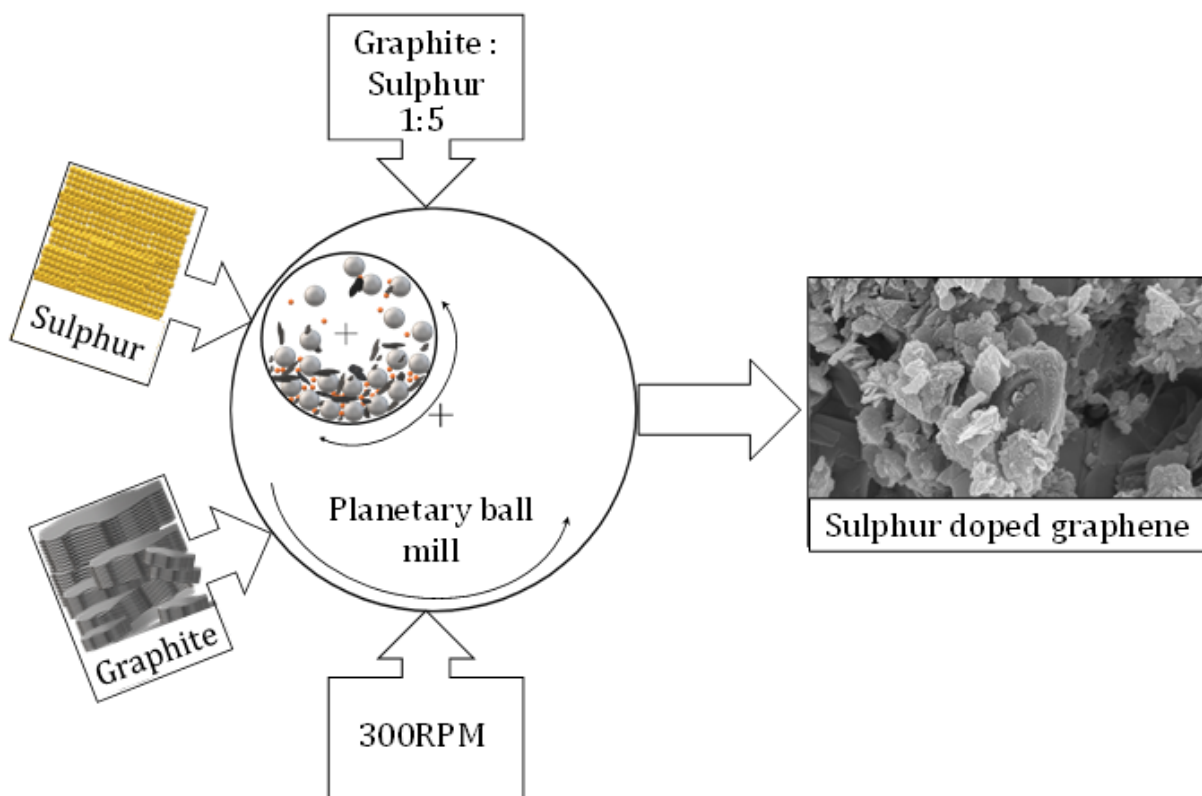 Graphite :
Sulphur
1:5
Sulphur
Graphite
Planetary ball
mill
300RPM
Sulphur doped graphene